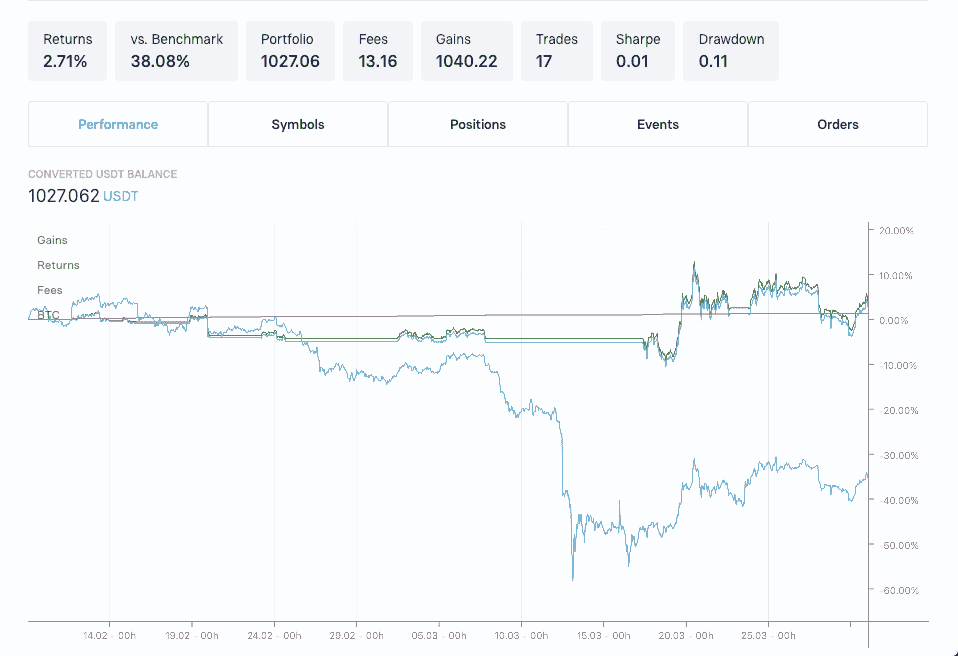 Returns vs. Benchmark Portfolio Fees Gains Trades Sharpe Drawdown
2.71% 38.08% 1027.06 13.16 1040.22 17 0.01 0.11
Performance Symbols Positions Events Orders
CONVERTED USDT BALANCE
1027.062 USDT
Gains
Returns
Fees
BTC
20.00%
10.00%
0.00%
-10.00%
-20.00%
-30.00%
-40.00%
-50.00%
-60.00%
14.02 - 00h 19.02 - 00h 24.02 - 00h 29.02 - 00h 05.03 - 00h 10.03 - 00h 15.03 - 00h 20.03 - 00h 25.03 - 00h